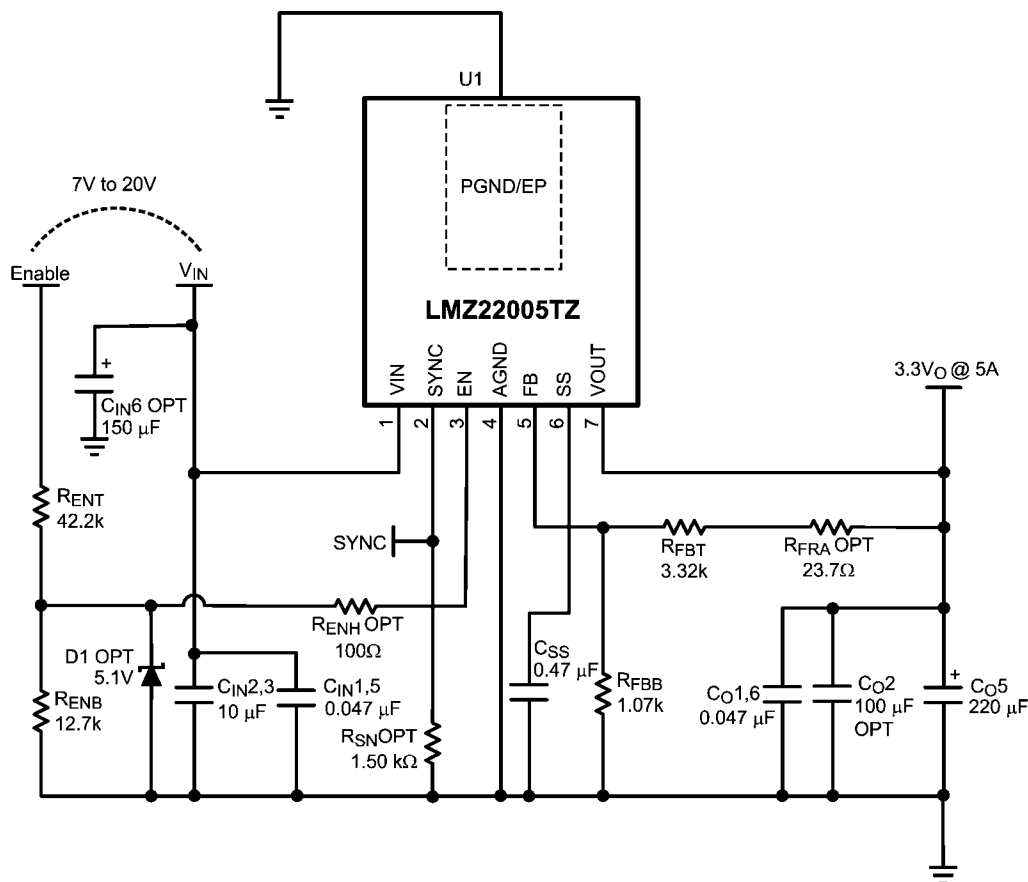 U1
PGND/EP
7V to 20V
Enable
VIN
LMZ22005TZ
VIN
SYNC
EN
AGND
FB
SS
VOUT
1
2
3
4
5
6
7
3.3VO @ 5A
+
CIN6 OPT
150 µF
RENT
42.2k
SYNC
RFBT
3.32k
RFRA OPT
23.7Ω
RENH OPT
100Ω
D1 OPT
5.1V
RENB
12.7k
CIN2,3
10 µF
CIN1,5
0.047 µF
RSNOPT
1.50 kΩ
CSS
0.47 µF
RFBB
1.07k
CO1,6
0.047 µF
CO2
100 µF
OPT
+
CO5
220 µF